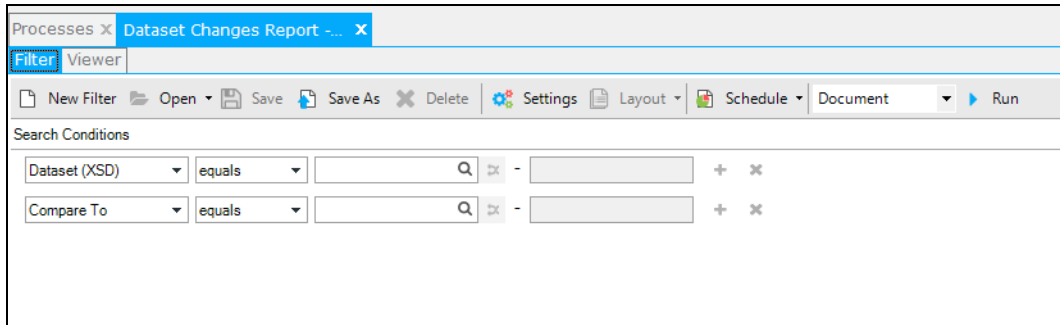 Processes X Dataset Changes Report -... X
Filter Viewer
New Filter Open Save Save As Delete Settings Layout Schedule Document Run
Search Conditions
Dataset (XSD) equals -
Compare To equals -